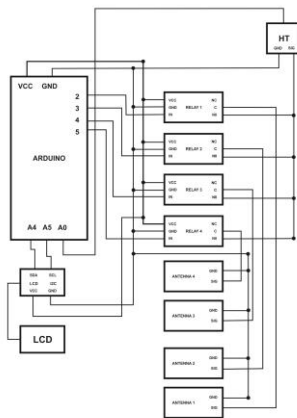 HT
GND SIG
VCC GND
2
3
4
5
ARDUINO
A4 A5 A0
VCC NC
GND RELAY 1 C
IN NO
VCC NC
GND RELAY 2 C
IN NO
VCC NC
GND RELAY 3 C
IN NO
VCC NC
GND RELAY 4 C
IN NO
SDA SCL
LCD I2C
VCC GND
LCD
GND
ANTENNA 4
SIG
GND
ANTENNA 3
SIG
GND
ANTENNA 2
SIG
GND
ANTENNA 1
SIG